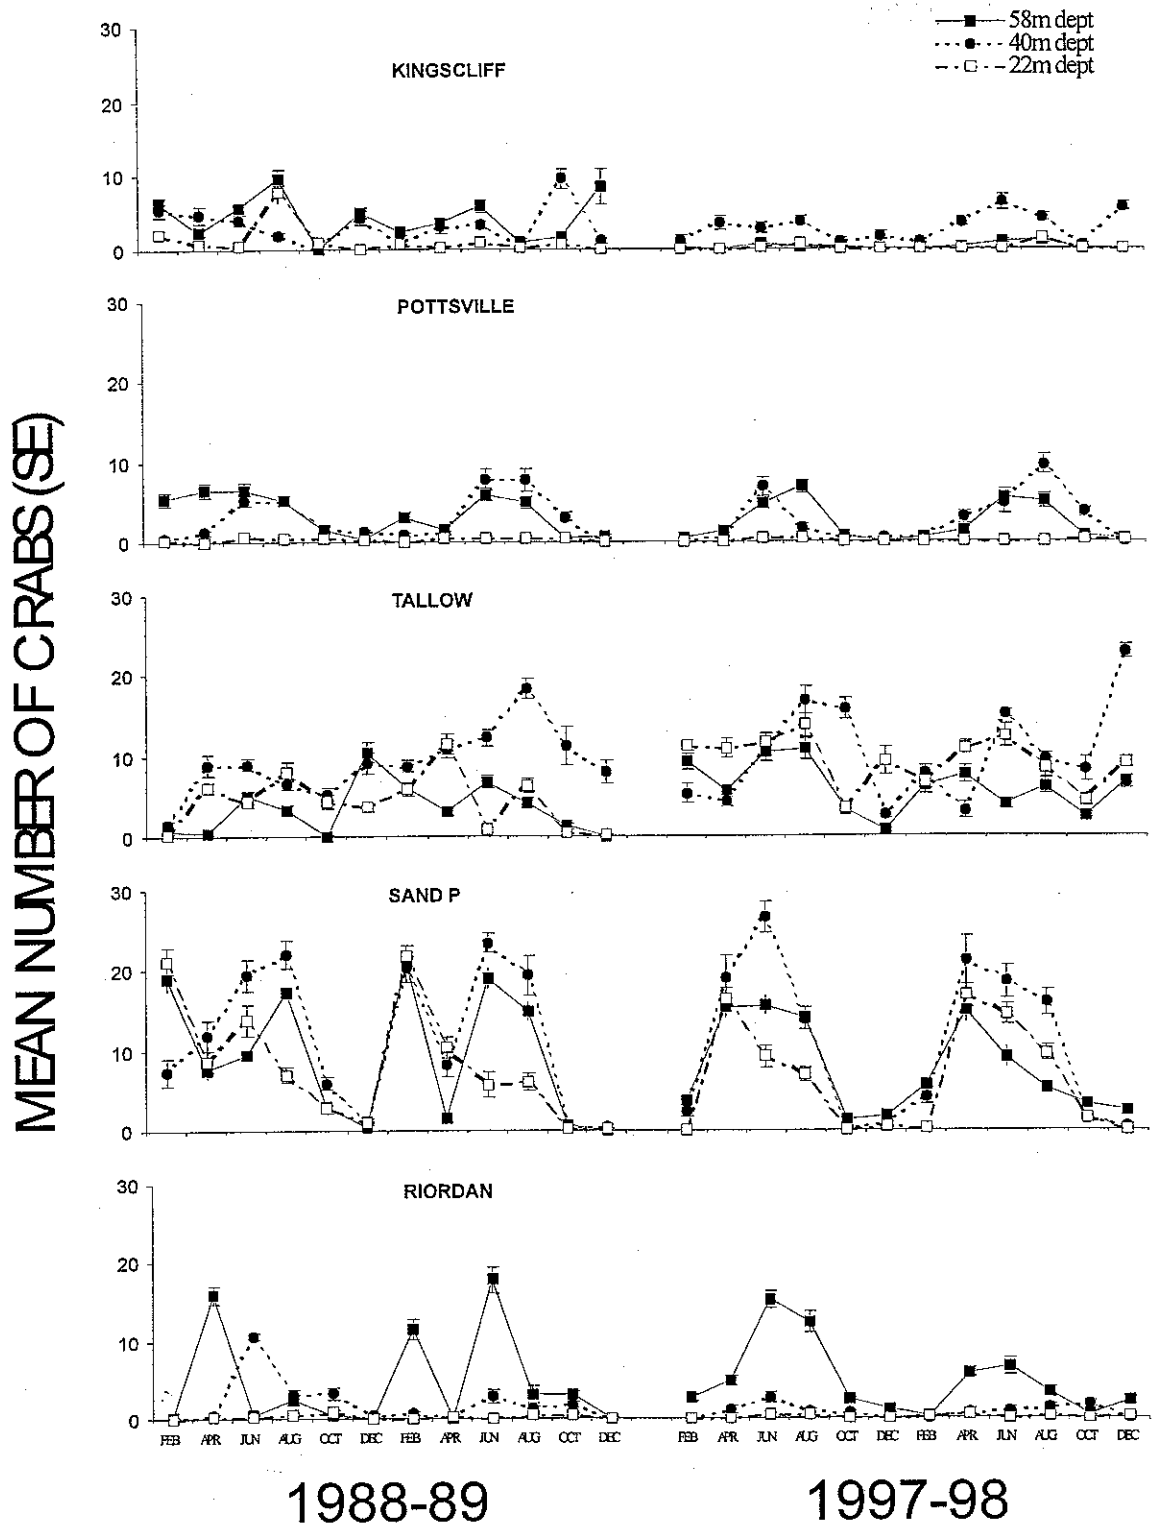 58m dept
40m dept
22m dept
KINGSCLIFF
30
20
10
0
POTTSVILLE
30
20
10
0
TALLOW
30
20
10
0
SAND P
30
20
10
0
RIORDAN
30
20
10
0
MEAN NUMBER OF CRABS (SE)
FEB APR JUN AUG OCT DEC FEB APR JUN AUG OCT DEC FEB APR JUN AUG OCT DEC FEB APR JUN AUG OCT DEC
1988-89 1997-98